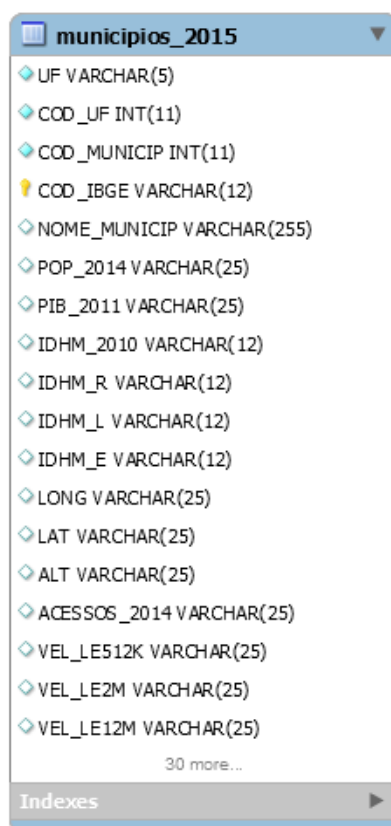 municipios_2015
UF VARCHAR(5)
COD_UF INT(11)
COD_MUNICIP INT(11)
COD_IBGE VARCHAR(12)
NOME_MUNICIP VARCHAR(255)
POP_2014 VARCHAR(25)
PIB_2011 VARCHAR(25)
IDHM_2010 VARCHAR(12)
IDHM_R VARCHAR(12)
IDHM_L VARCHAR(12)
IDHM_E VARCHAR(12)
LONG VARCHAR(25)
LAT VARCHAR(25)
ALT VARCHAR(25)
ACESSOS_2014 VARCHAR(25)
VEL_LE512K VARCHAR(25)
VEL_LE2M VARCHAR(25)
VEL_LE12M VARCHAR(25)
30 more...
Indexes